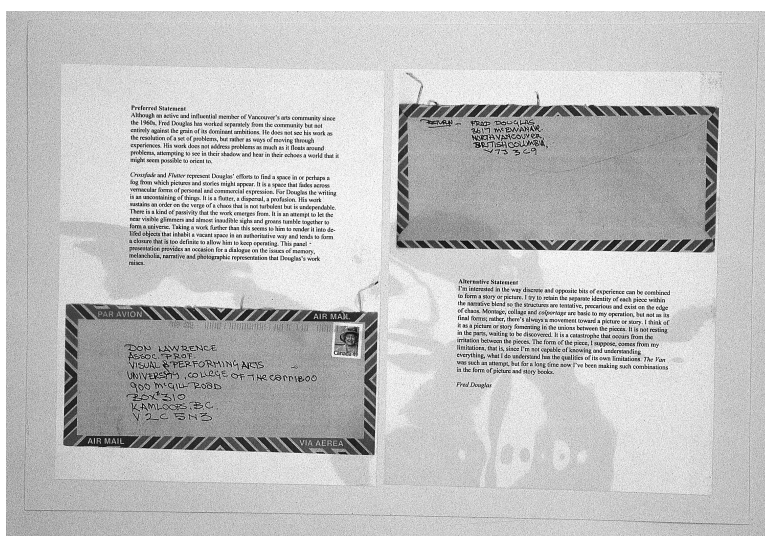 Preferred Statement
Although an active and influential member of Vancouver's arts community since
the 1960s, Fred Douglas has worked separately from the community but not
entirely against the grain of its dominant ambitions. He does not see his work as
the resolution of a set of problems, but rather as ways of moving through
experiences. His work does not address problems as much as it floats around
problems, attempting to see in their shadow and hear in their echoes a world that it
might seem possible to orient to.
Crossfade and Flutter represent Douglas' efforts to find a space in or perhaps a
fog from which pictures and stories might appear. It is a space that fades across
vernacular forms of personal and commercial expression. For Douglas the writing
is an uncontaining of things. It is a flutter, a dispersal, a profusion. His work
sustains an order on the verge of a chaos that is not turbulent but is undependable.
There is a kind of passivity that the work emerges from. It is an attempt to let the
near visible glimmers and almost inaudible sighs and groans tumble together to
form a universe. Taking a work further than this seems to him to render it into de-
lifed objects that inhabit a vacant space in an authoritative way and tends to form
a closure that is too definite to allow him to keep operating. This panel
presentation provides an occasion for a dialogue on the issues of memory,
melancholia, narrative and photographic representation that Douglas's work
raises.
PAR AVION
AIR MAIL
Canada
DON LAWRENCE
ASSOC. PROF.
VISUAL & PERFORMING ARTS
UNIVERSITY, COLLEGE OF THE CARRIBOO
900 McGILL ROAD
BOX 310
KAMLOOPS, B.C.
V2C 5N3
AIR MAIL
VIA AEREA
RETURN - FRED DOUGLAS
3617 McEWAN AVE
NORTH VANCOUVER
BRITISH COLUMBIA,
V7J 3C9
Alternative Statement
I'm interested in the way discrete and opposite bits of experience can be combined
to form a story or picture. I try to retain the separate identity of each piece within
the narrative blend so the structures are tentative, precarious and exist on the edge
of chaos. Montage, collage and colportage are basic to my operation, but not as its
final forms; rather, there's always a movement toward a picture or story. I think of
it as a picture or story fomenting in the unions between the pieces. It is not resting
in the parts, waiting to be discovered. It is a catastrophe that occurs from the
irritation between the pieces. The form of the piece, I suppose, comes from my
limitations, that is, since I'm not capable of knowing and understanding
everything, what I do understand has the qualities of its own limitations. The Van
was such an attempt, but for a long time now I've been making such combinations
in the form of picture and story books.
Fred Douglas